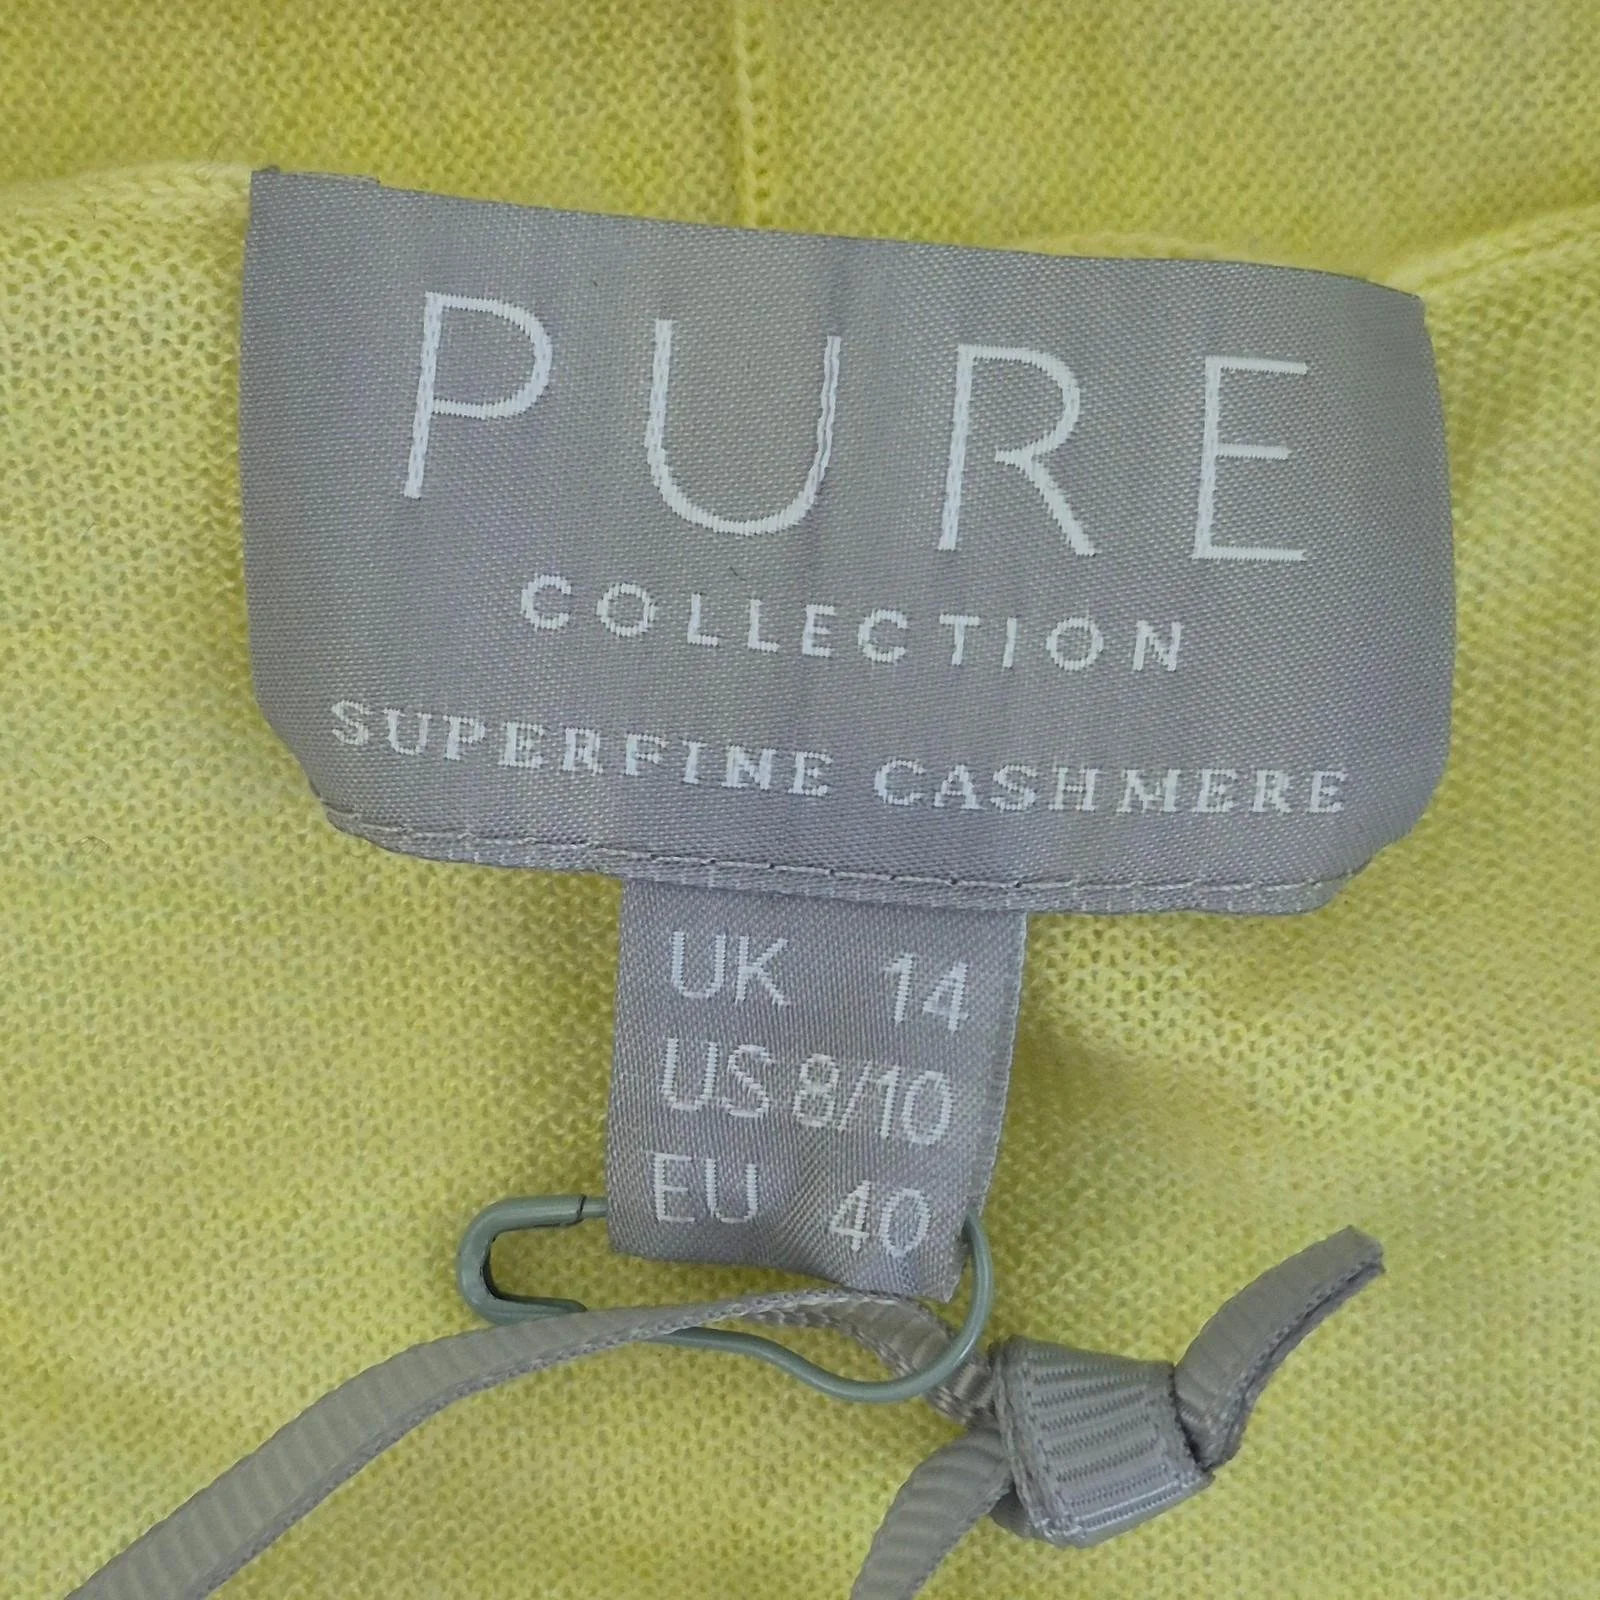 PURE
COLLECTION
SUPERFINE CASHMERE
UK 14
US 8/10
EU 40